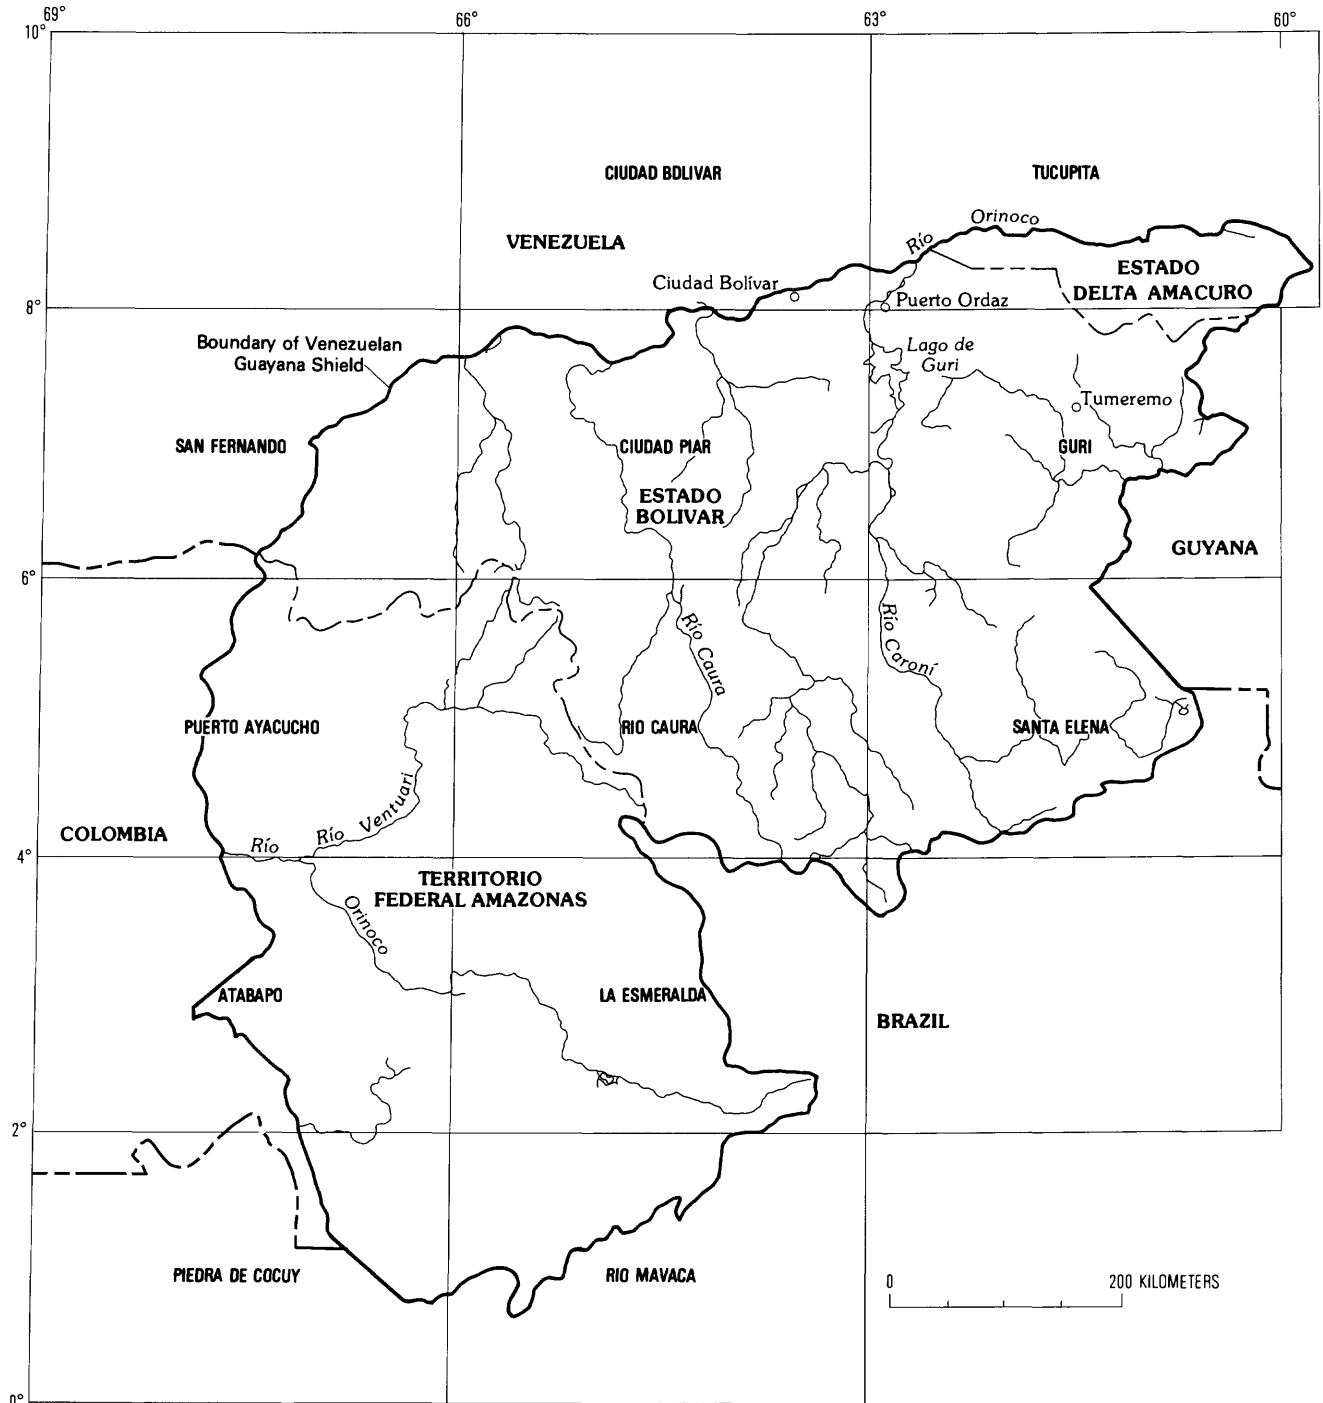 69°
66°
63°
60°
10°
CIUDAD BDLIVAR
TUCUPITA
Orinoco
Río
VENEZUELA
ESTADO
DELTA AMACURO
Ciudad Bolívar
Puerto Ordaz
8°
Boundary of Venezuelan
Guayana Shield
Lago de
Guri
Tumeremo
SAN FERNANDO
CIUDAD PIAR
GURI
ESTADO
BOLIVAR
GUYANA
6°
Río Caura
Río Caroní
PUERTO AYACUCHO
RIO CAURA
SANTA ELENA
Río Ventuari
COLOMBIA
Río
4°
TERRITORIO
FEDERAL AMAZONAS
Orinoco
ATABAPO
LA ESMERALDA
BRAZIL
2°
PIEDRA DE COCUY
RIO MAVACA
0
200 KILOMETERS
0°